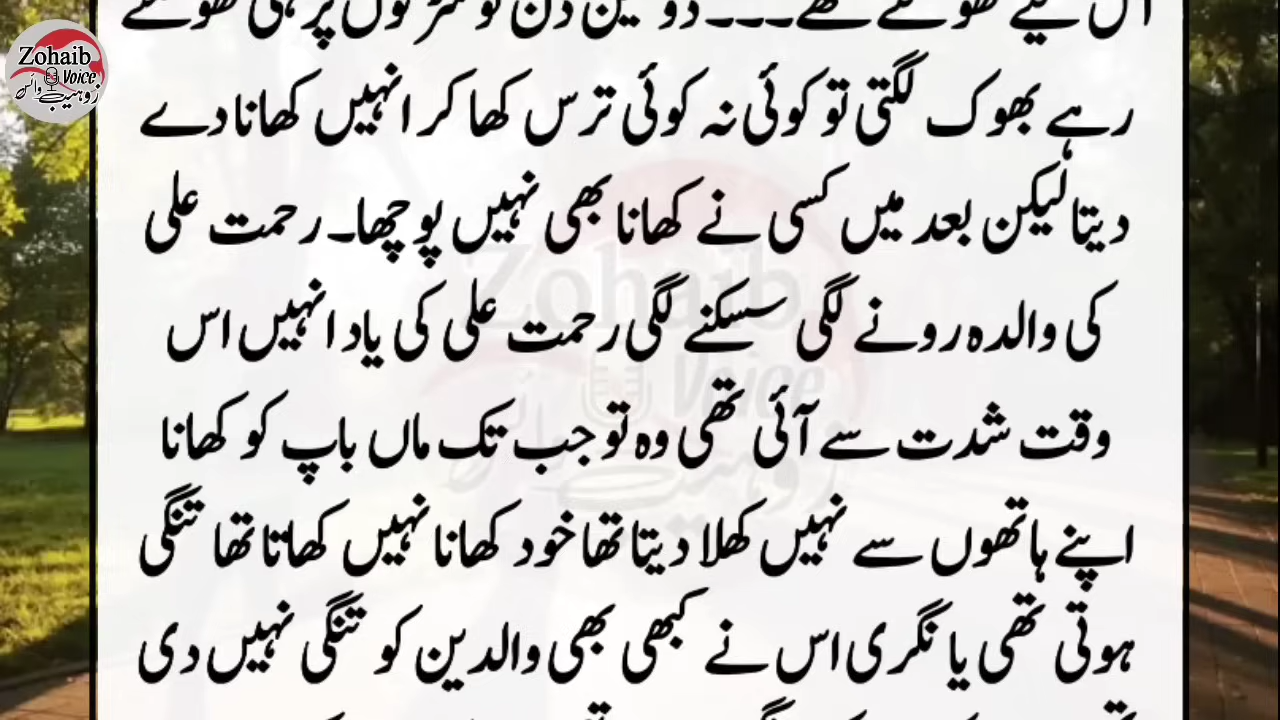 Zohaib
Voice
زوہیب وائس
رہے بھوک لگتی تو کوئی نہ کوئی ترس کھا کر انہیں کھانا دے
دیتا لیکن بعد میں کسی نے کھانا بھی نہیں پوچھا۔ رحمت علی
کی والدہ رونے لگی سسکنے لگی رحمت علی کی یاد انہیں اس
وقت شدت سے آئی تھی وہ تو جب تک ماں باپ کو کھانا
اپنے ہاتھوں سے نہیں کھلا دیتا تھا خود کھانا نہیں کھاتا تھا تنگی
ہوتی تھی یا نگری اس نے کبھی بھی والدین کو تنگی نہیں دی